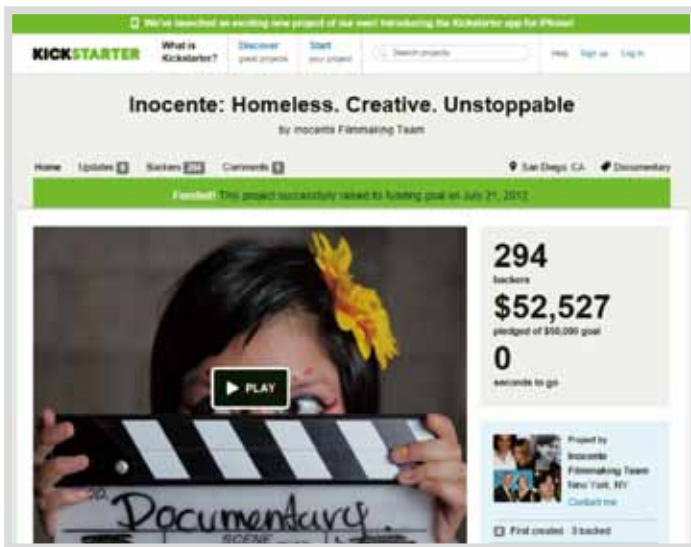 We've launched an exciting new project of our own! Introducing the Kickstarter app for iPhone!
KICKSTARTER
What is
Kickstarter?
Discover
great projects
Start
your project
Search projects
Help
Sign up
Log in
Inocente: Homeless. Creative. Unstoppable
by Inocente Filmmaking Team
Home
Updates
Backers 294
Comments
San Diego, CA
Documentary
Funded! This project successfully raised its funding goal on July 21, 2012
294
backers
$52,527
pledged of $50,000 goal
0
seconds to go
PLAY
Documentary.
SCENE
Project by
Inocente
Filmmaking Team
New York, NY
Contact me
First created
3 backed